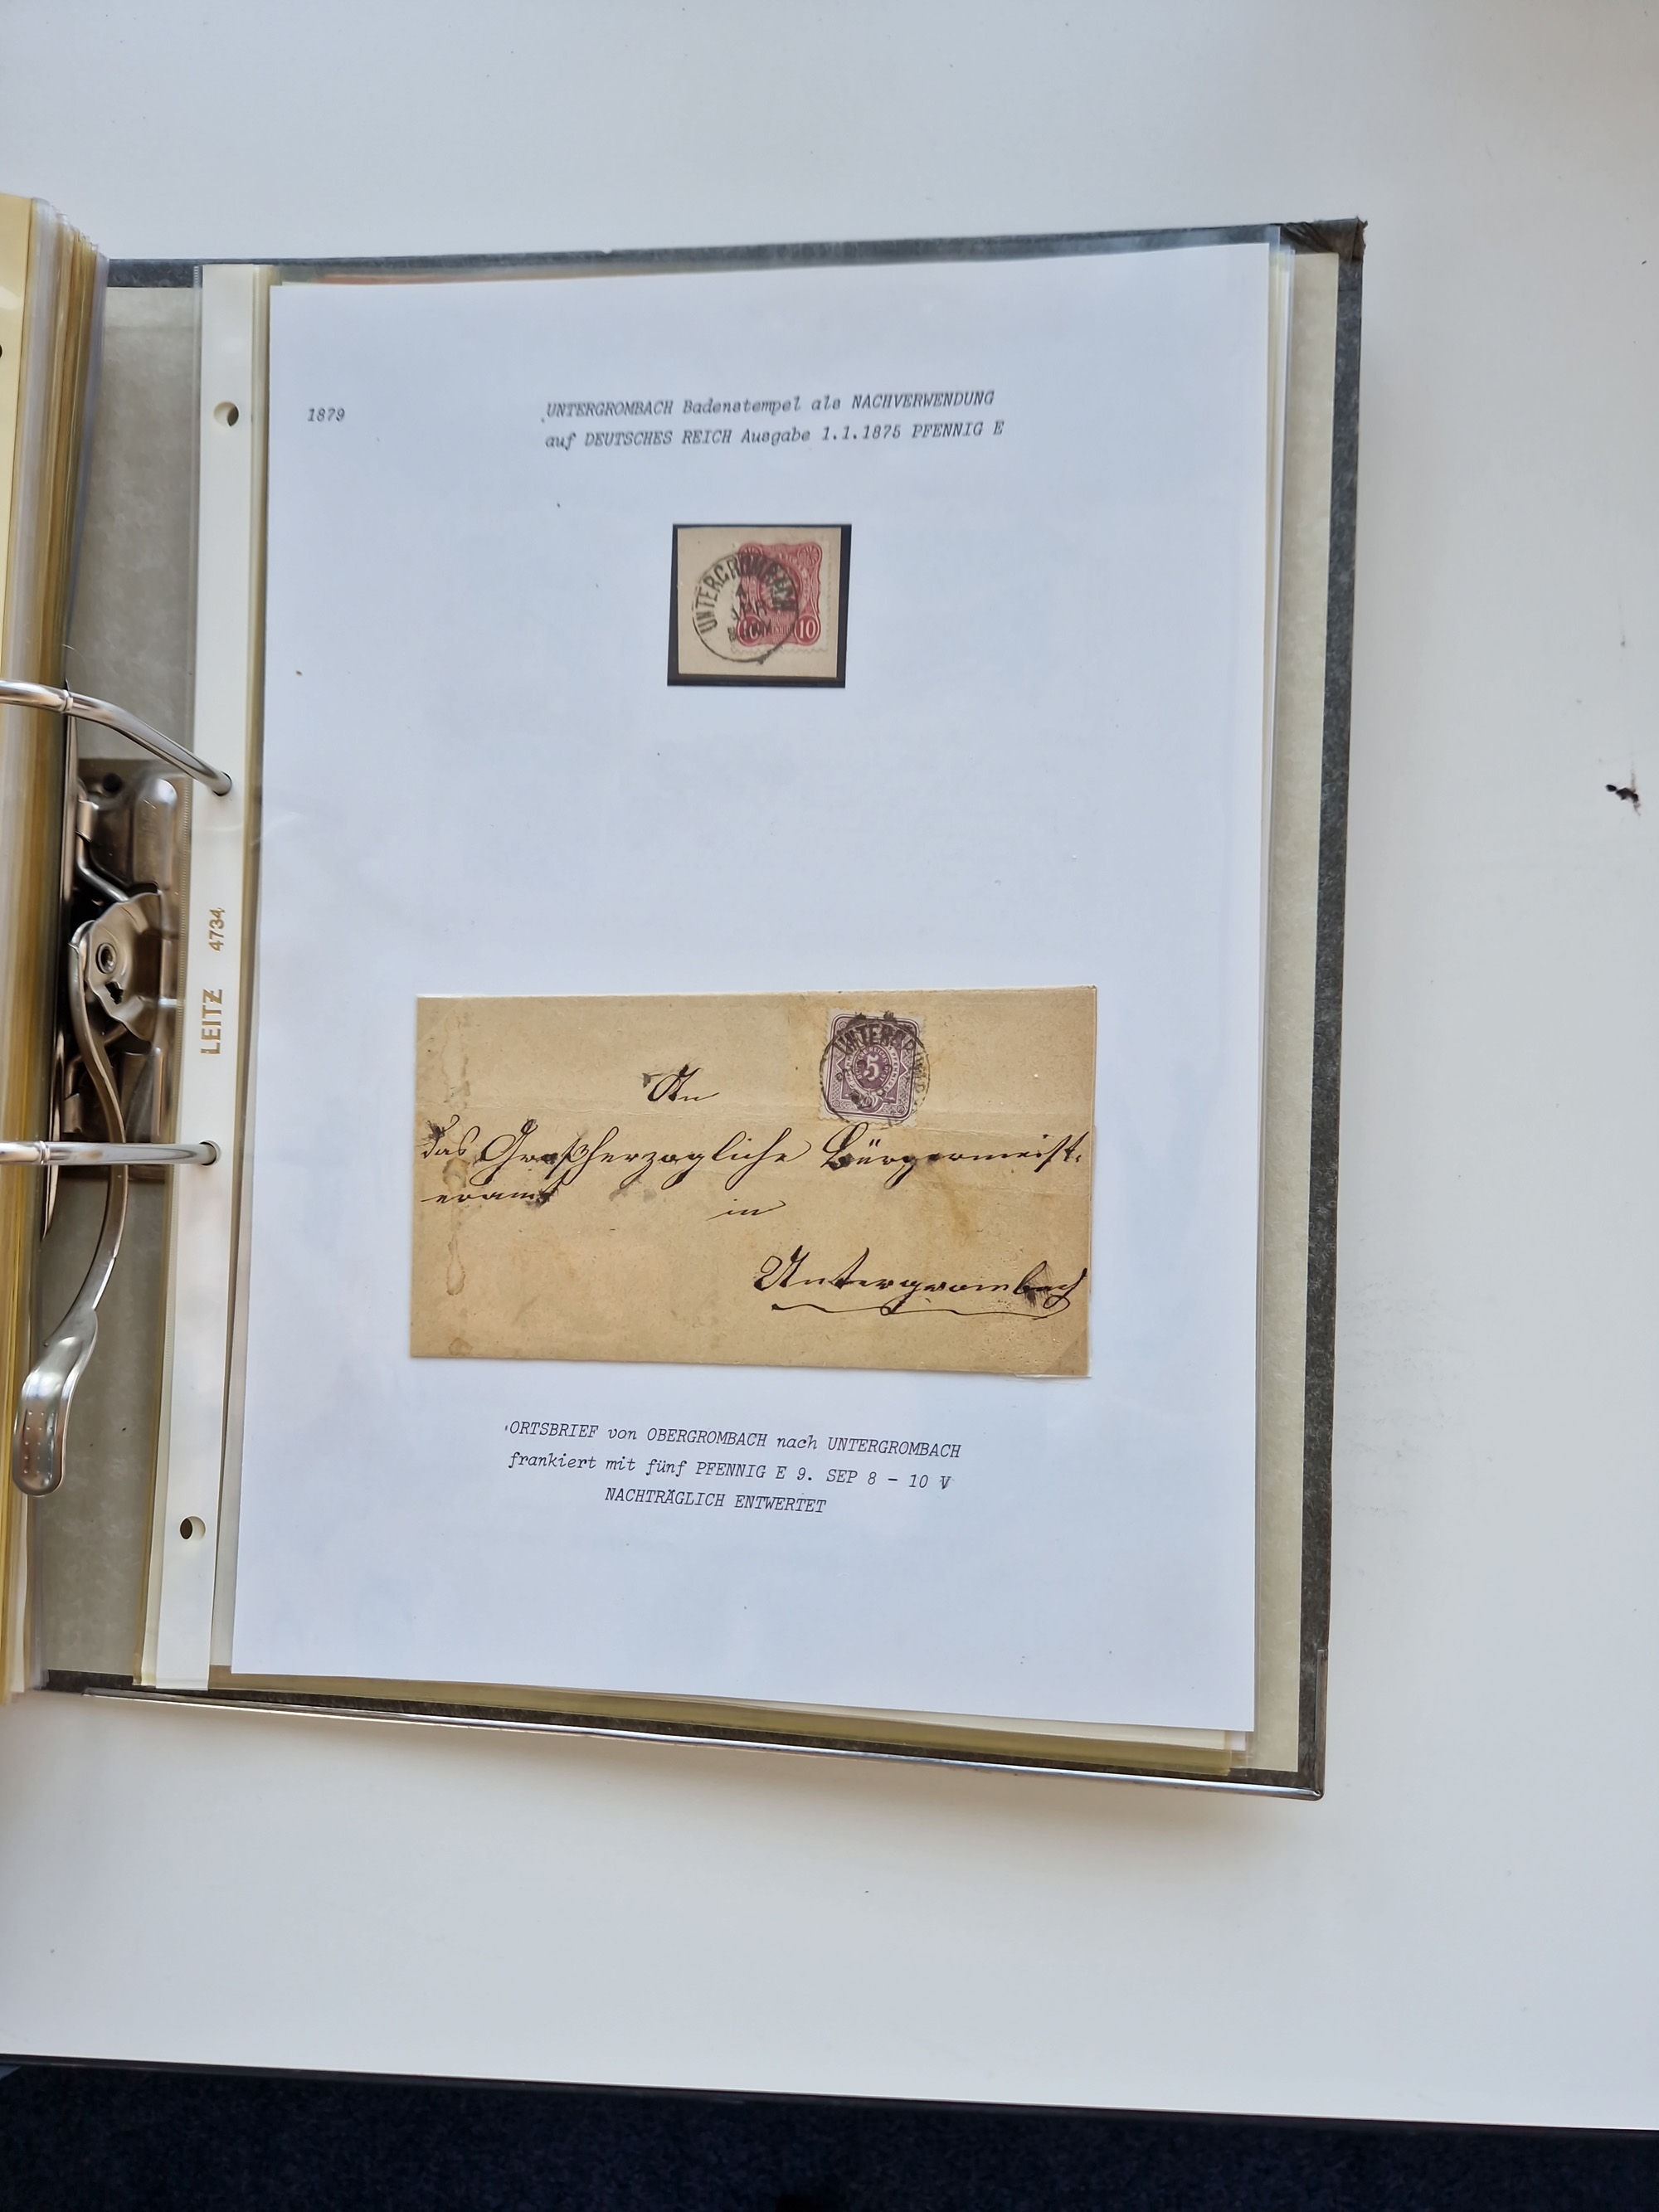 1879
UNTERGROMBACH Badenstempel als NACHVERWENDUNG
auf DEUTSCHES REICH Ausgabe 1.1.1875 PFENNIG E
UNTERGROMBACH
10
LEITZ 4734
5
An
das Großherzogliche Bürgermeist:
eramt
in
Untergrombach
ORTSBRIEF von OBERGROMBACH nach UNTERGROMBACH
frankiert mit fünf PFENNIG E 9. SEP 8 - 10 V
NACHTRÄGLICH ENTWERTET